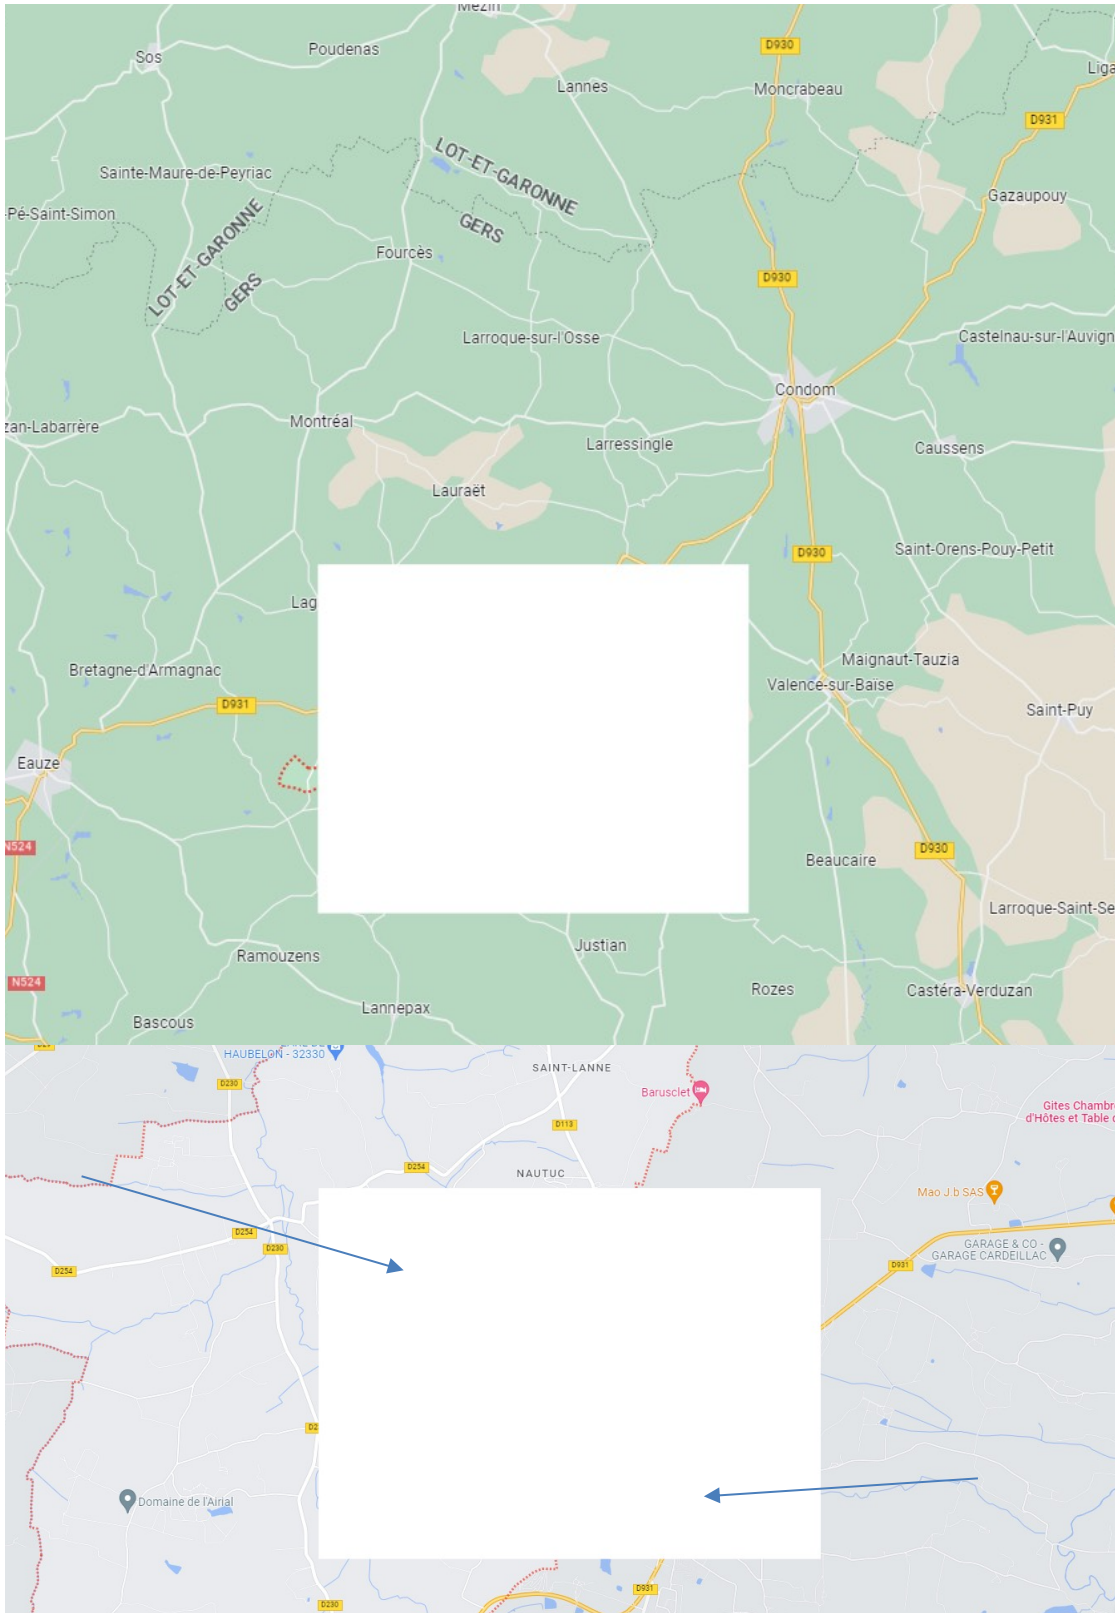 Mézin
Sos
Poudenas
D930
Lannes
Moncrabeau
Liga
D931
LOT-ET-GARONNE
GERS
Sainte-Maure-de-Peyriac
Gazaupouy
-Pé-Saint-Simon
LOT-ET-GARONNE
GERS
Fourcès
D930
Larroque-sur-l'Osse
Castelnau-sur-l'Auvign
Condom
Montréal
zan-Labarrère
Larressingle
Caussens
Lauraët
D930
Saint-Orens-Pouy-Petit
Lag
Bretagne-d'Armagnac
Maignaut-Tauzia
Valence-sur-Baïse
D931
Saint-Puy
Eauze
N524
D930
Beaucaire
Larroque-Saint-Se
Ramouzens
Justian
N524
Rozes
Castéra-Verduzan
Lannepax
Bascous
HAUBELON - 32330
SAINT-LANNE
D230
Barusclet
Gites Chambre
d'Hôtes et Table d
D113
D254
NAUTUC
Mao J.b SAS
D254
D230
GARAGE & CO -
GARAGE CARDEILLAC
D254
D931
D2
Domaine de l'Airial
D931
D230